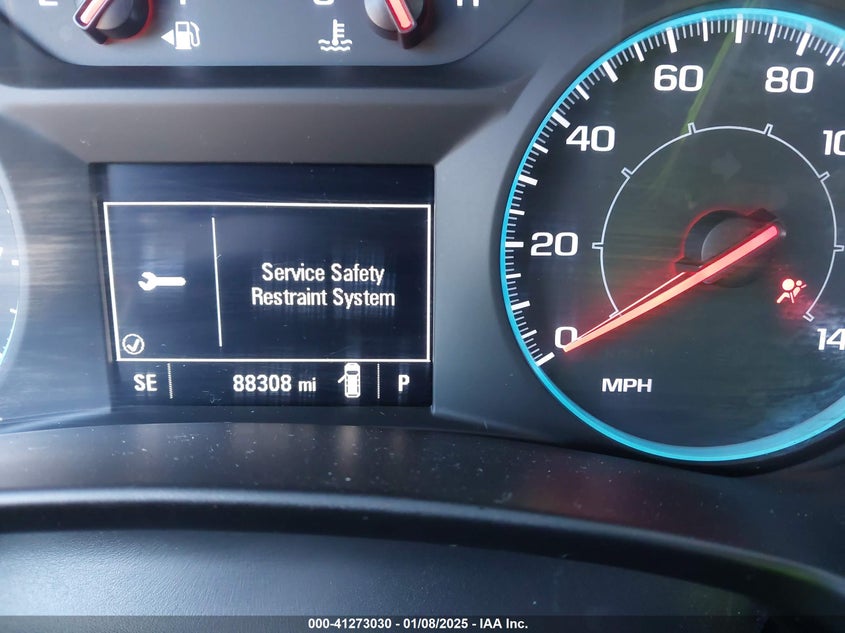 60
80
40
20
0
MPH
Service Safety
Restraint System
SE
88308 mi
P
000-41273030 - 01/08/2025 - IAA Inc.